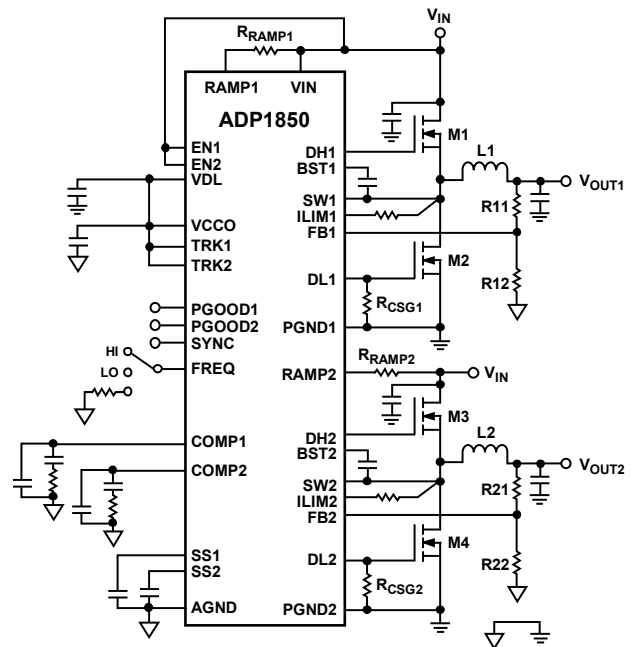 VIN
RRAMP1
RAMP1 VIN
ADP1850
EN1
EN2
VDL
VCCO
TRK1
TRK2
PGOOD1
PGOOD2
SYNC
HI
LO
FREQ
COMP1
COMP2
SS1
SS2
AGND
DH1
BST1
SW1
ILIM1
FB1
DL1
PGND1
RAMP2
DH2
BST2
SW2
ILIM2
FB2
DL2
PGND2
M1
L1
VOUT1
R11
M2
R12
RCSG1
RRAMP2
VIN
M3
L2
VOUT2
R21
M4
R22
RCSG2